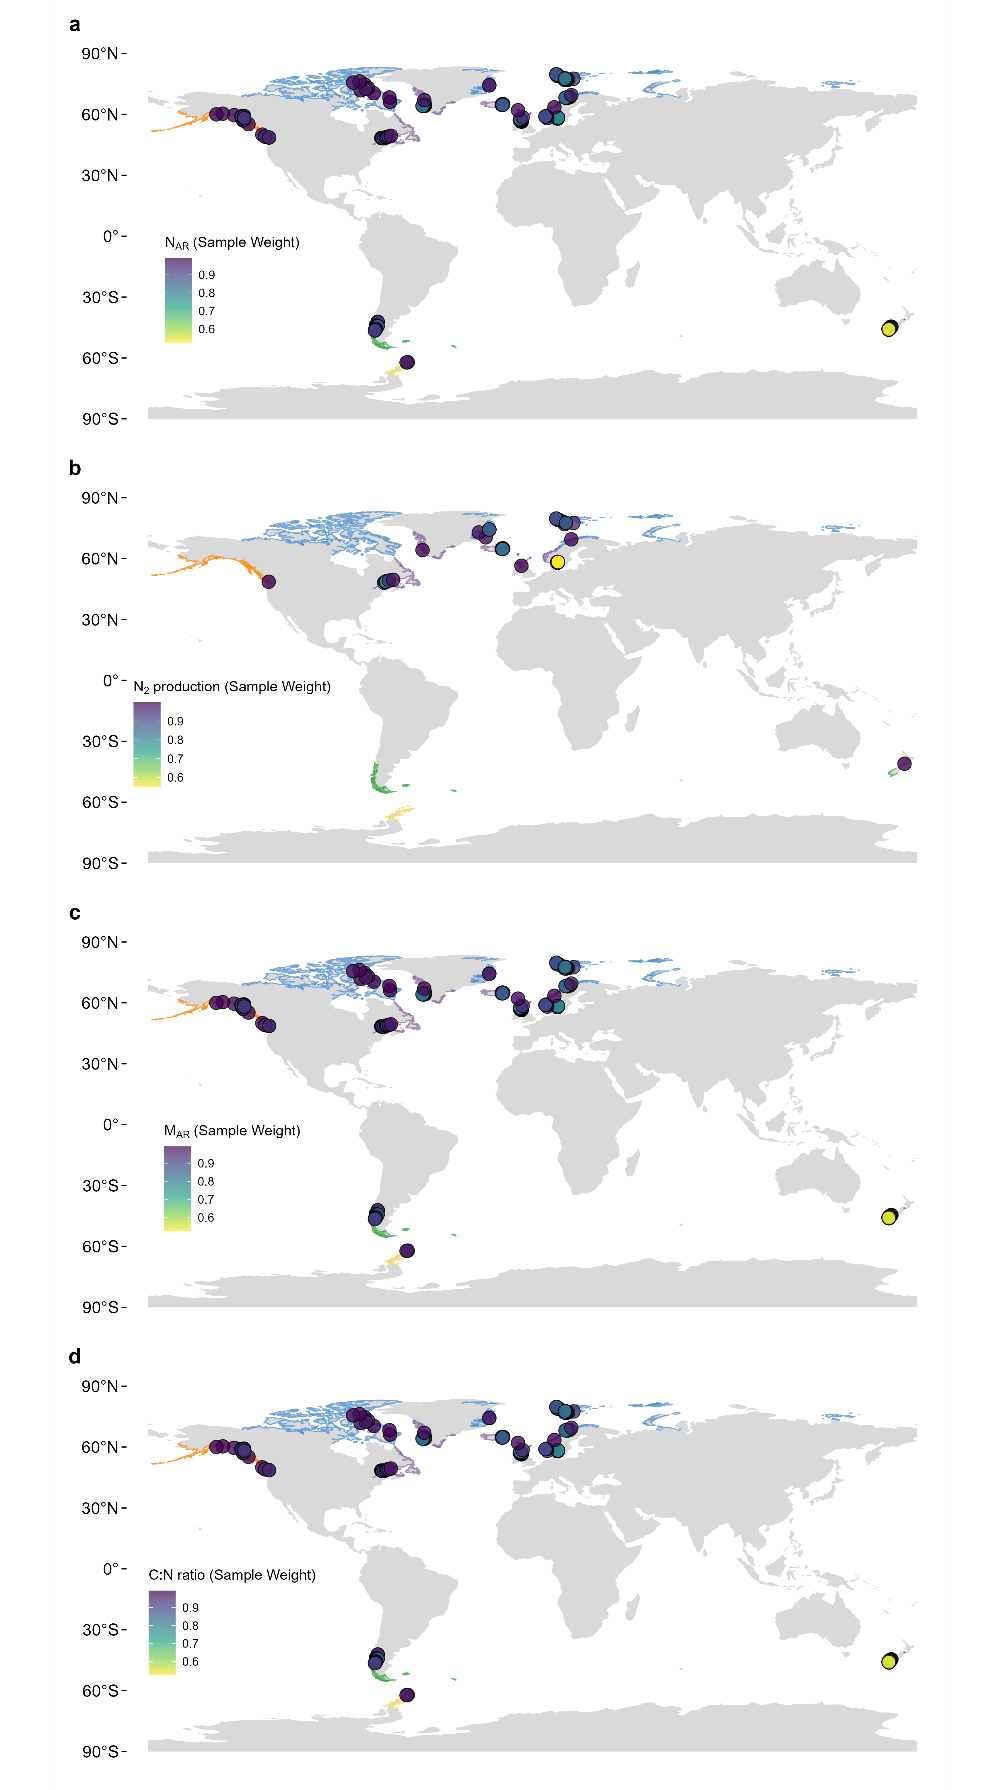 a
90°N
60°N
30°N
0°
30°S
60°S
90°S
N_AR (Sample Weight)
0.9
0.8
0.7
0.6
b
90°N
60°N
30°N
0°
30°S
60°S
90°S
N₂ production (Sample Weight)
0.9
0.8
0.7
0.6
c
90°N
60°N
30°N
0°
30°S
60°S
90°S
M_AR (Sample Weight)
0.9
0.8
0.7
0.6
d
90°N
60°N
30°N
0°
30°S
60°S
90°S
C:N ratio (Sample Weight)
0.9
0.8
0.7
0.6